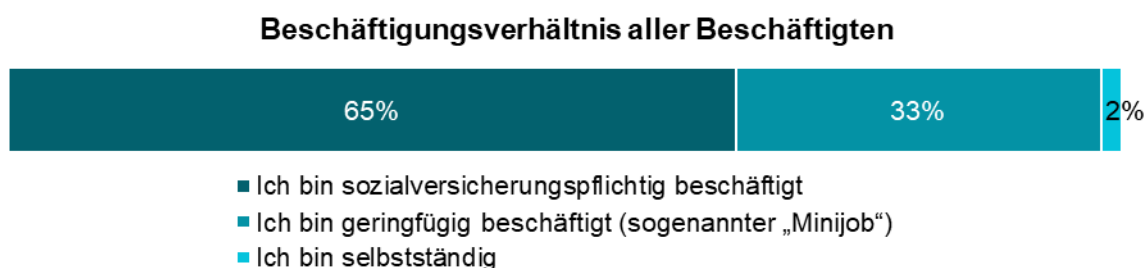 Beschäftigungsverhältnis aller Beschäftigten
65% 33% 2%
Ich bin sozialversicherungspflichtig beschäftigt
Ich bin geringfügig beschäftigt (sogenannter „Minijob“)
Ich bin selbstständig